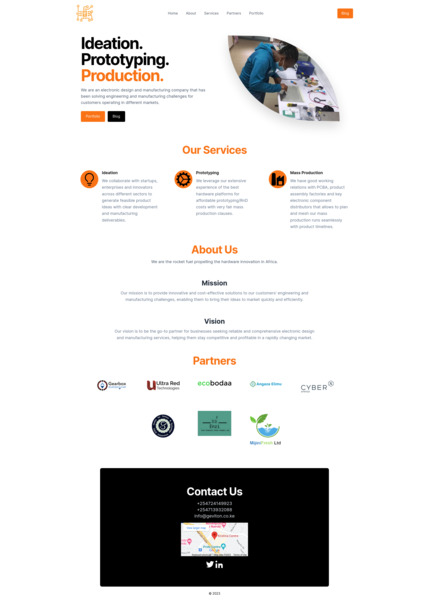 Home About Services Partners Portfolio Blog
Ideation.
Prototyping.
Production.
We are an electronic design and manufacturing company that has
been solving engineering and manufacturing challenges for
customers operating in different markets.
Portfolio Blog
Our Services
Ideation
We collaborate with startups,
enterprises and innovators
across different sectors to
generate feasible product
ideas with clear development
and manufacturing
deliverables.
Prototyping
We leverage our extensive
experience of the best
hardware platforms for
affordable prototyping/R&D
costs with very fair mass
production clauses.
Mass Production
We have good working
relations with PCBA, product
assembly factories and key
electronic component
distributors that allows to plan
and mesh our mass
production runs seamlessly
with product timelines.
About Us
We are the rocket fuel propelling the hardware innovation in Africa.
Mission
Our mission is to provide innovative and cost-effective solutions to our customers' engineering and
manufacturing challenges, enabling them to bring their ideas to market quickly and efficiently.
Vision
Our vision is to be the go-to partner for businesses seeking reliable and comprehensive electronic design
and manufacturing services, helping them stay competitive and profitable in a rapidly changing market.
Partners
Gearbox
Ultra Red
Technologies
ecobodaa
Angaza Elimu
CYBER
MajanPower Ltd
Contact Us
+254724149923
+254713932088
© 2023